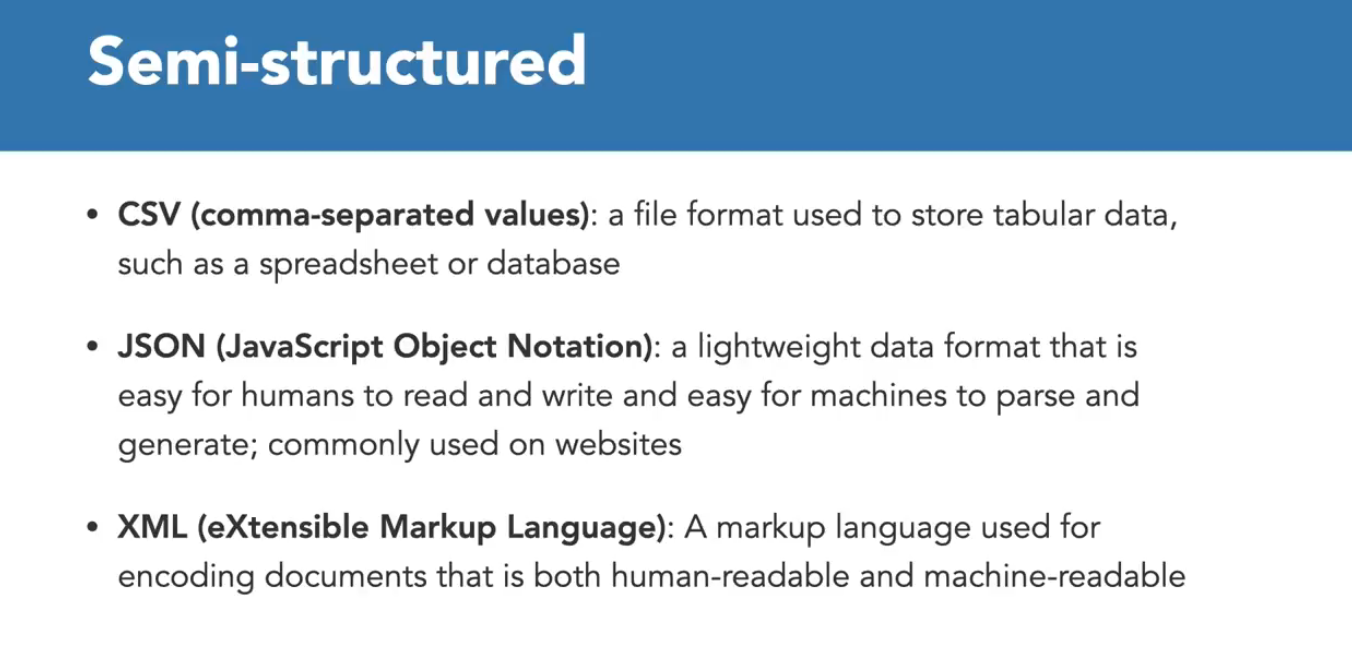 Semi-structured
• CSV (comma-separated values): a file format used to store tabular data,
such as a spreadsheet or database
• JSON (JavaScript Object Notation): a lightweight data format that is
easy for humans to read and write and easy for machines to parse and
generate; commonly used on websites
• XML (eXtensible Markup Language): A markup language used for
encoding documents that is both human-readable and machine-readable